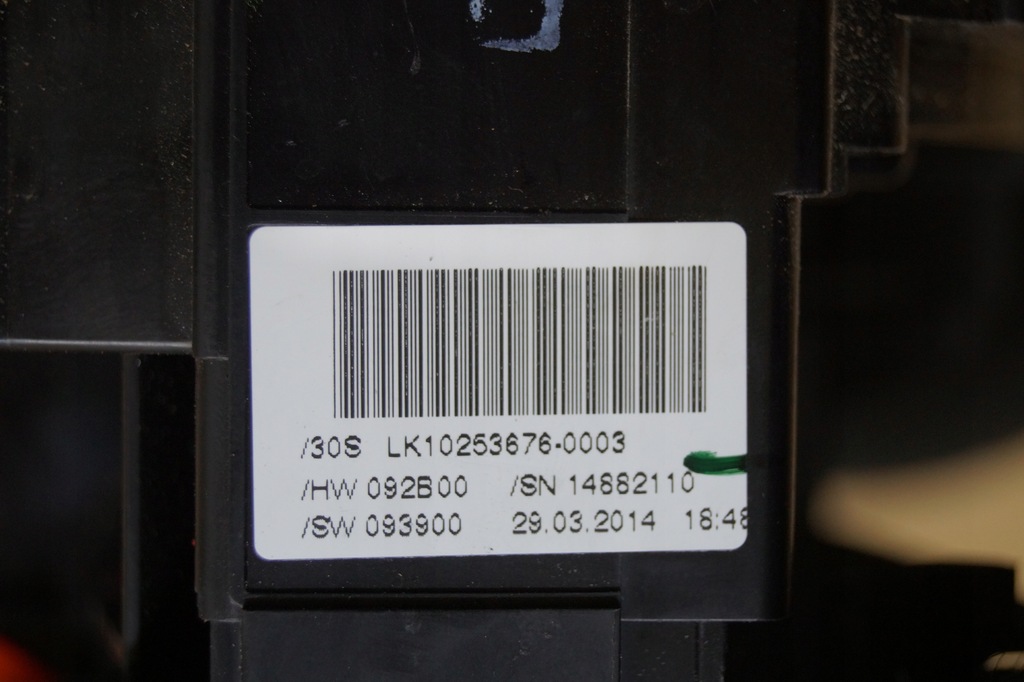 /30S LK10253676-0003
/HW 092B00 /SN 14882110
/SW 093900 29.03.2014 18:48